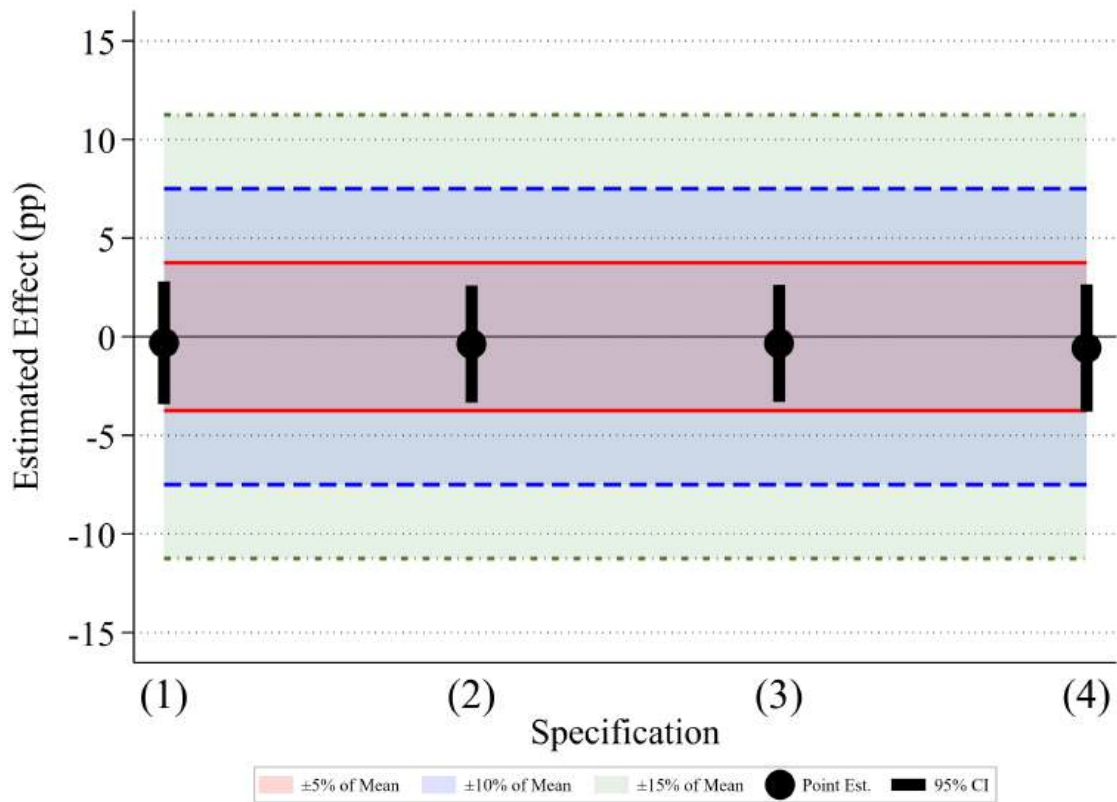 15
10
5
0
-5
-10
-15
Estimated Effect (pp)
(1) (2) (3) (4)
Specification
±5% of Mean ±10% of Mean ±15% of Mean Point Est. 95% CI